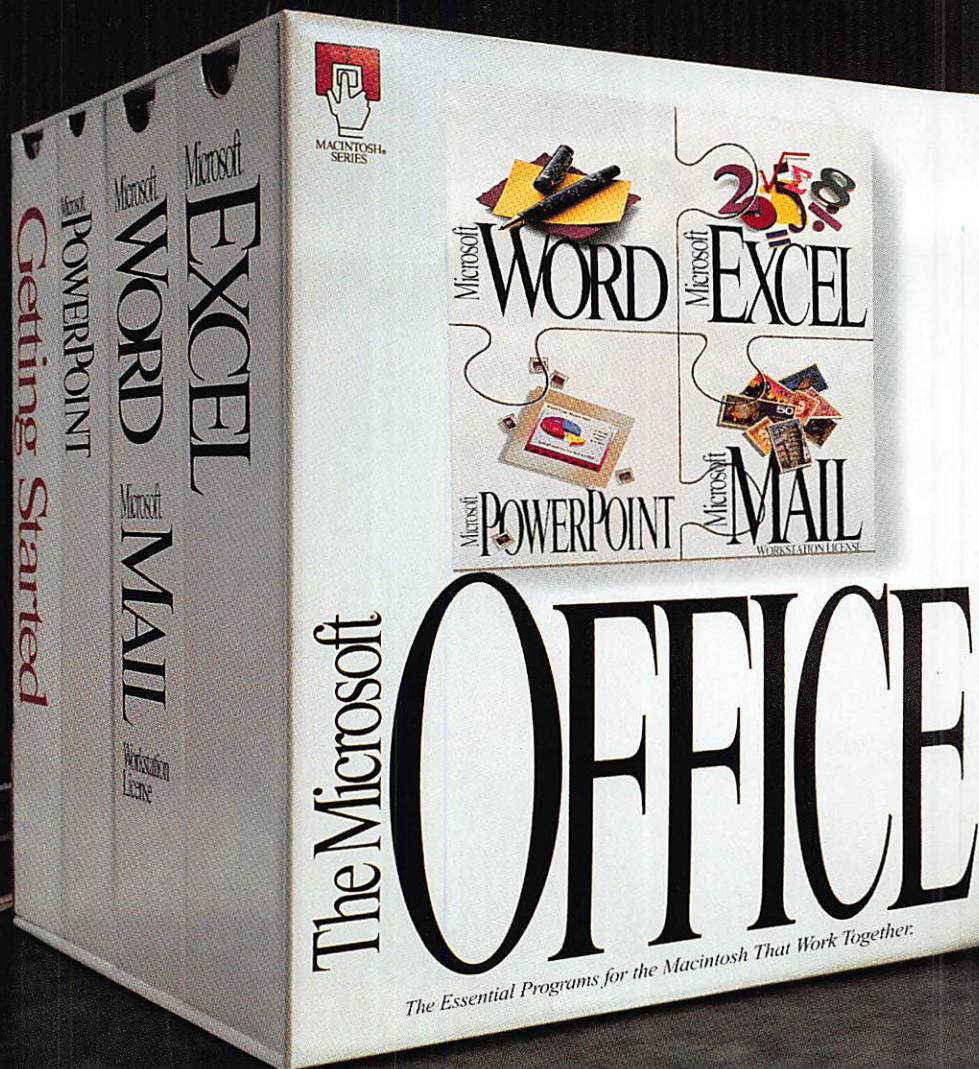 Getting Started
Microsoft
POWERPOINT
Microsoft
WORD
Microsoft
MAIL
Workstation
License
Microsoft
EXCEL
MACINTOSH®
SERIES
Microsoft
WORD
Microsoft
EXCEL
Microsoft
POWERPOINT
Microsoft
MAIL
WORKSTATION LICENSE
The Microsoft
OFFICE
The Essential Programs for the Macintosh That Work Together.